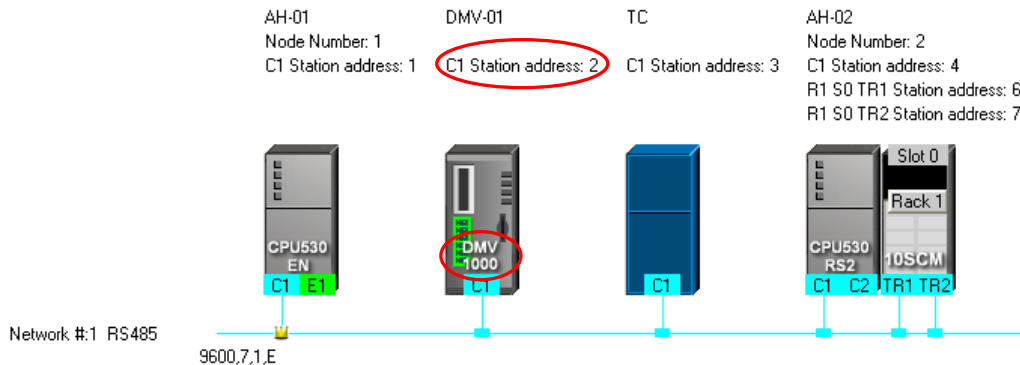 AH-01
Node Number: 1
C1 Station address: 1
DMV-01
C1 Station address: 2
TC
C1 Station address: 3
AH-02
Node Number: 2
C1 Station address: 4
R1 S0 TR1 Station address: 6
R1 S0 TR2 Station address: 7
CPU530
EN
C1 E1
DMV
1000
C1
C1
CPU530
RS2
C1 C2
Slot 0
Rack 1
10SCM
TR1 TR2
Network #:1 RS485
9600,7,1,E